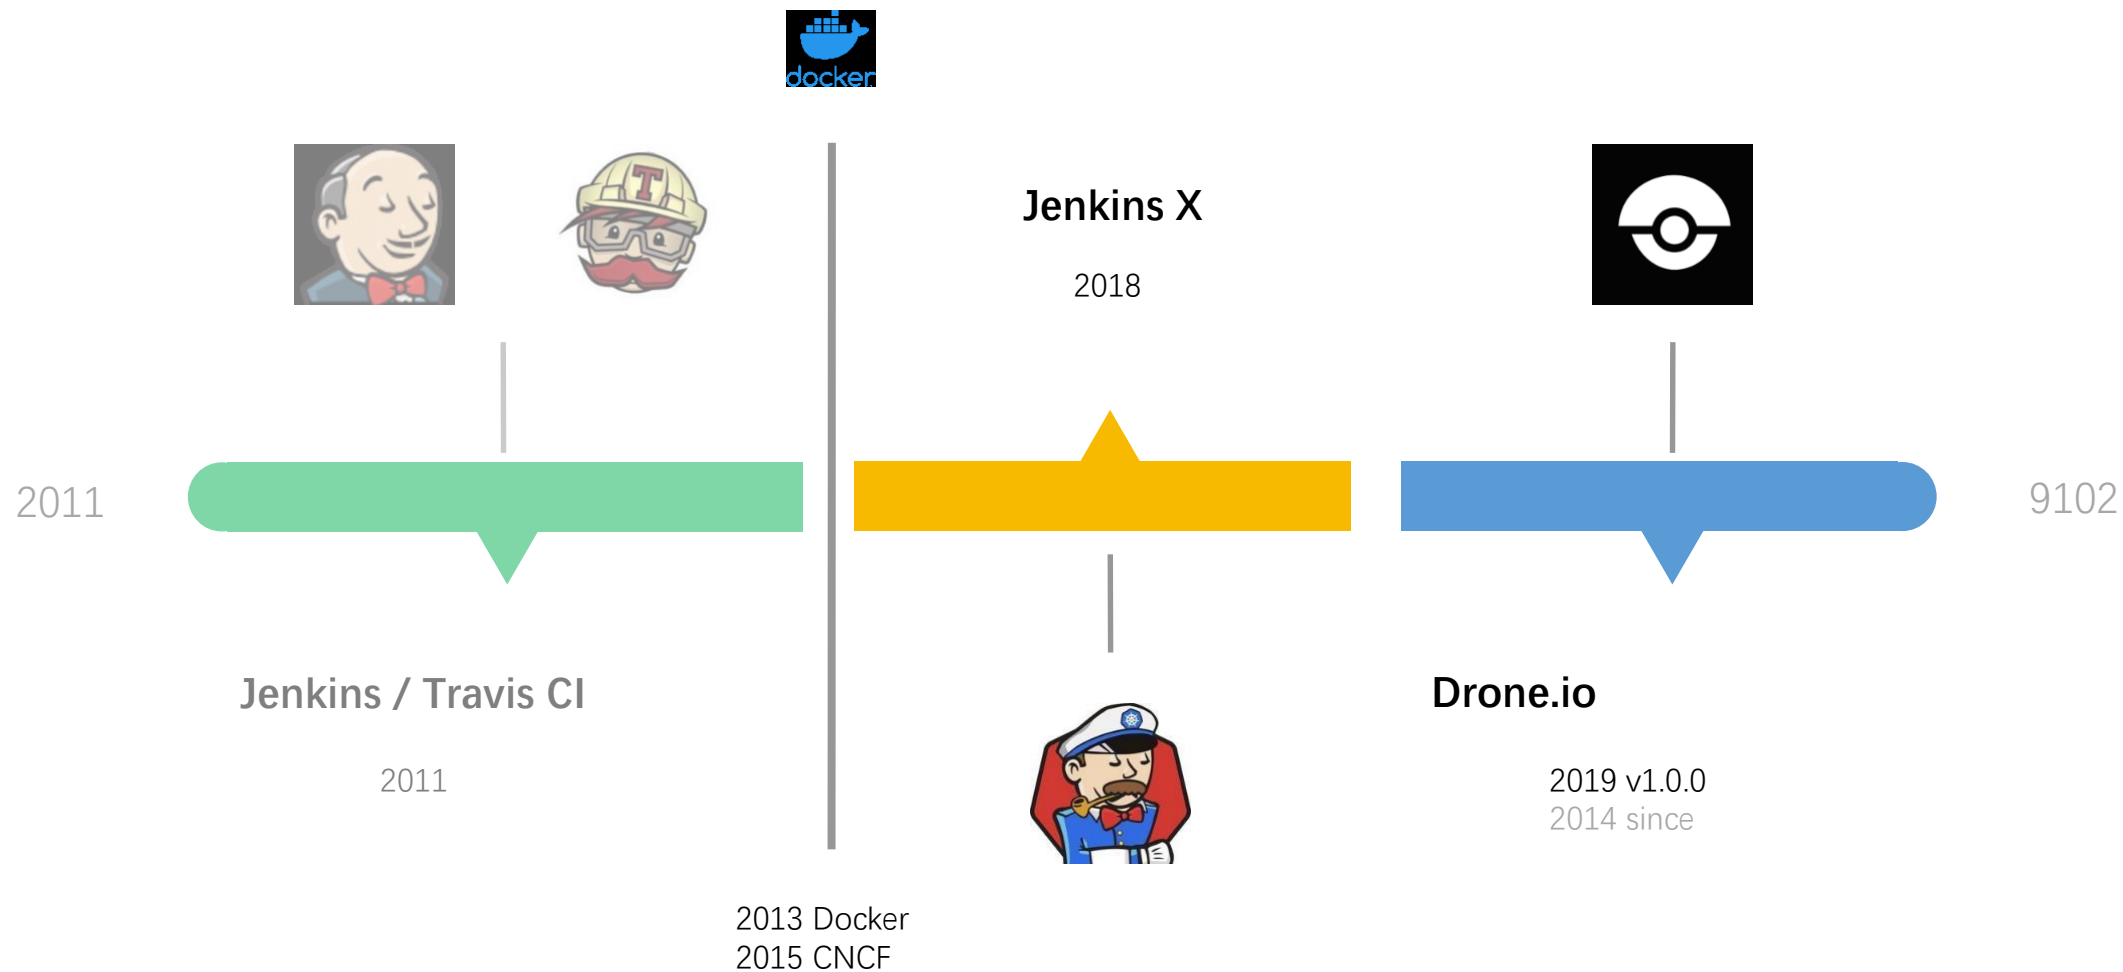 docker
T
Jenkins X
2018
2011
9102
Jenkins / Travis CI
2011
Drone.io
2019 v1.0.0
2014 since
2013 Docker
2015 CNCF